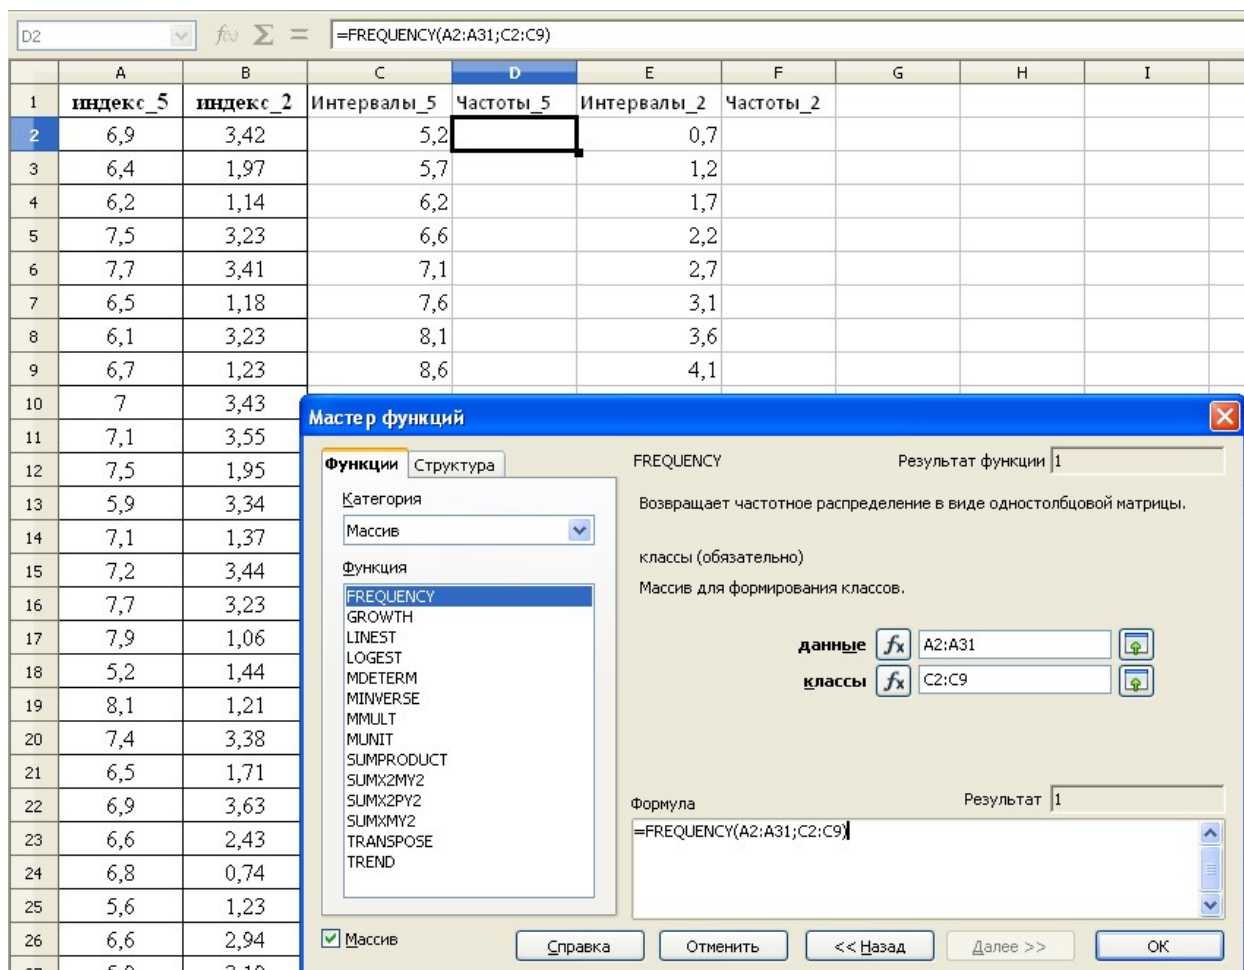 D2 f(x) Σ = =FREQUENCY(A2:A31;C2:C9)
A B C D E F G H I
1 индекс_5 индекс_2 Интервалы_5 Частоты_5 Интервалы_2 Частоты_2
2 6,9 3,42 5,2 0,7
3 6,4 1,97 5,7 1,2
4 6,2 1,14 6,2 1,7
5 7,5 3,23 6,6 2,2
6 7,7 3,41 7,1 2,7
7 6,5 1,18 7,6 3,1
8 6,1 3,23 8,1 3,6
9 6,7 1,23 8,6 4,1
10 7 3,43
11 7,1 3,55
12 7,5 1,95
13 5,9 3,34
14 7,1 1,37
15 7,2 3,44
16 7,7 3,23
17 7,9 1,06
18 5,2 1,44
19 8,1 1,21
20 7,4 3,38
21 6,5 1,71
22 6,9 3,63
23 6,6 2,43
24 6,8 0,74
25 5,6 1,23
26 6,6 2,94
Мастер функций
Функции Структура
Категория
Массив
Функция
FREQUENCY
GROWTH
LINEST
LOGEST
MDETERM
MINVERSE
MMULT
MUNIT
SUMPRODUCT
SUMX2MY2
SUMX2PY2
SUMXMY2
TRANSPOSE
TREND
FREQUENCY Результат функции 1
Возвращает частотное распределение в виде одностолбцовой матрицы.
классы (обязательно)
Массив для формирования классов.
данные fx A2:A31
классы fx C2:C9
Формула Результат 1
=FREQUENCY(A2:A31;C2:C9)
Массив Справка Отменить << Назад Далее >> ОК